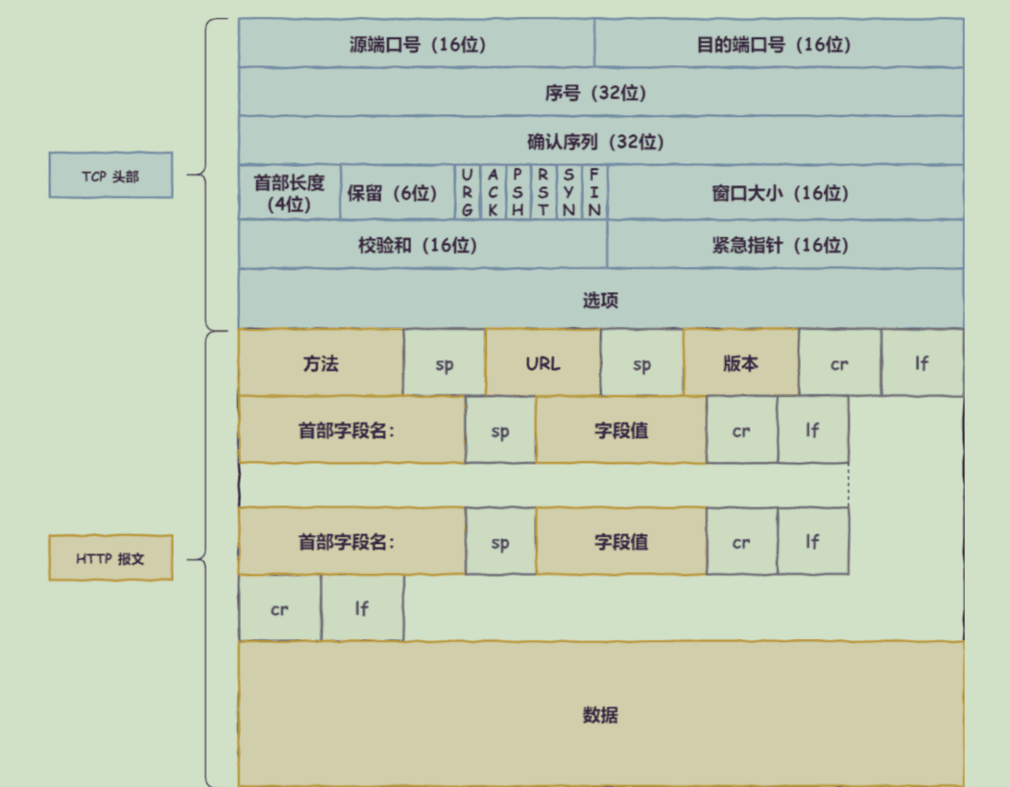 源端口号（16位）
目的端口号（16位）
序号（32位）
确认序列（32位）
TCP 头部
首部长度
（4位）
保留（6位）
URG
ACK
PSH
RST
SYN
FIN
窗口大小（16位）
校验和（16位）
紧急指针（16位）
选项
方法
sp
URL
sp
版本
cr
lf
首部字段名：
sp
字段值
cr
lf
HTTP 报文
首部字段名：
sp
字段值
cr
lf
cr
lf
数据